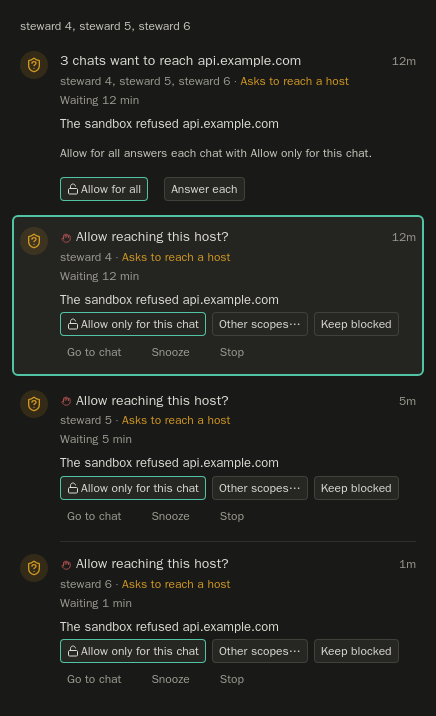 steward 4, steward 5, steward 6
3 chats want to reach api.example.com 12m
steward 4, steward 5, steward 6 · Asks to reach a host
Waiting 12 min
The sandbox refused api.example.com
Allow for all answers each chat with Allow only for this chat.
Allow for all Answer each
Allow reaching this host? 12m
steward 4 · Asks to reach a host
Waiting 12 min
The sandbox refused api.example.com
Allow only for this chat Other scopes··· Keep blocked
Go to chat Snooze Stop
Allow reaching this host? 5m
steward 5 · Asks to reach a host
Waiting 5 min
The sandbox refused api.example.com
Allow only for this chat Other scopes··· Keep blocked
Go to chat Snooze Stop
Allow reaching this host? 1m
steward 6 · Asks to reach a host
Waiting 1 min
The sandbox refused api.example.com
Allow only for this chat Other scopes··· Keep blocked
Go to chat Snooze Stop